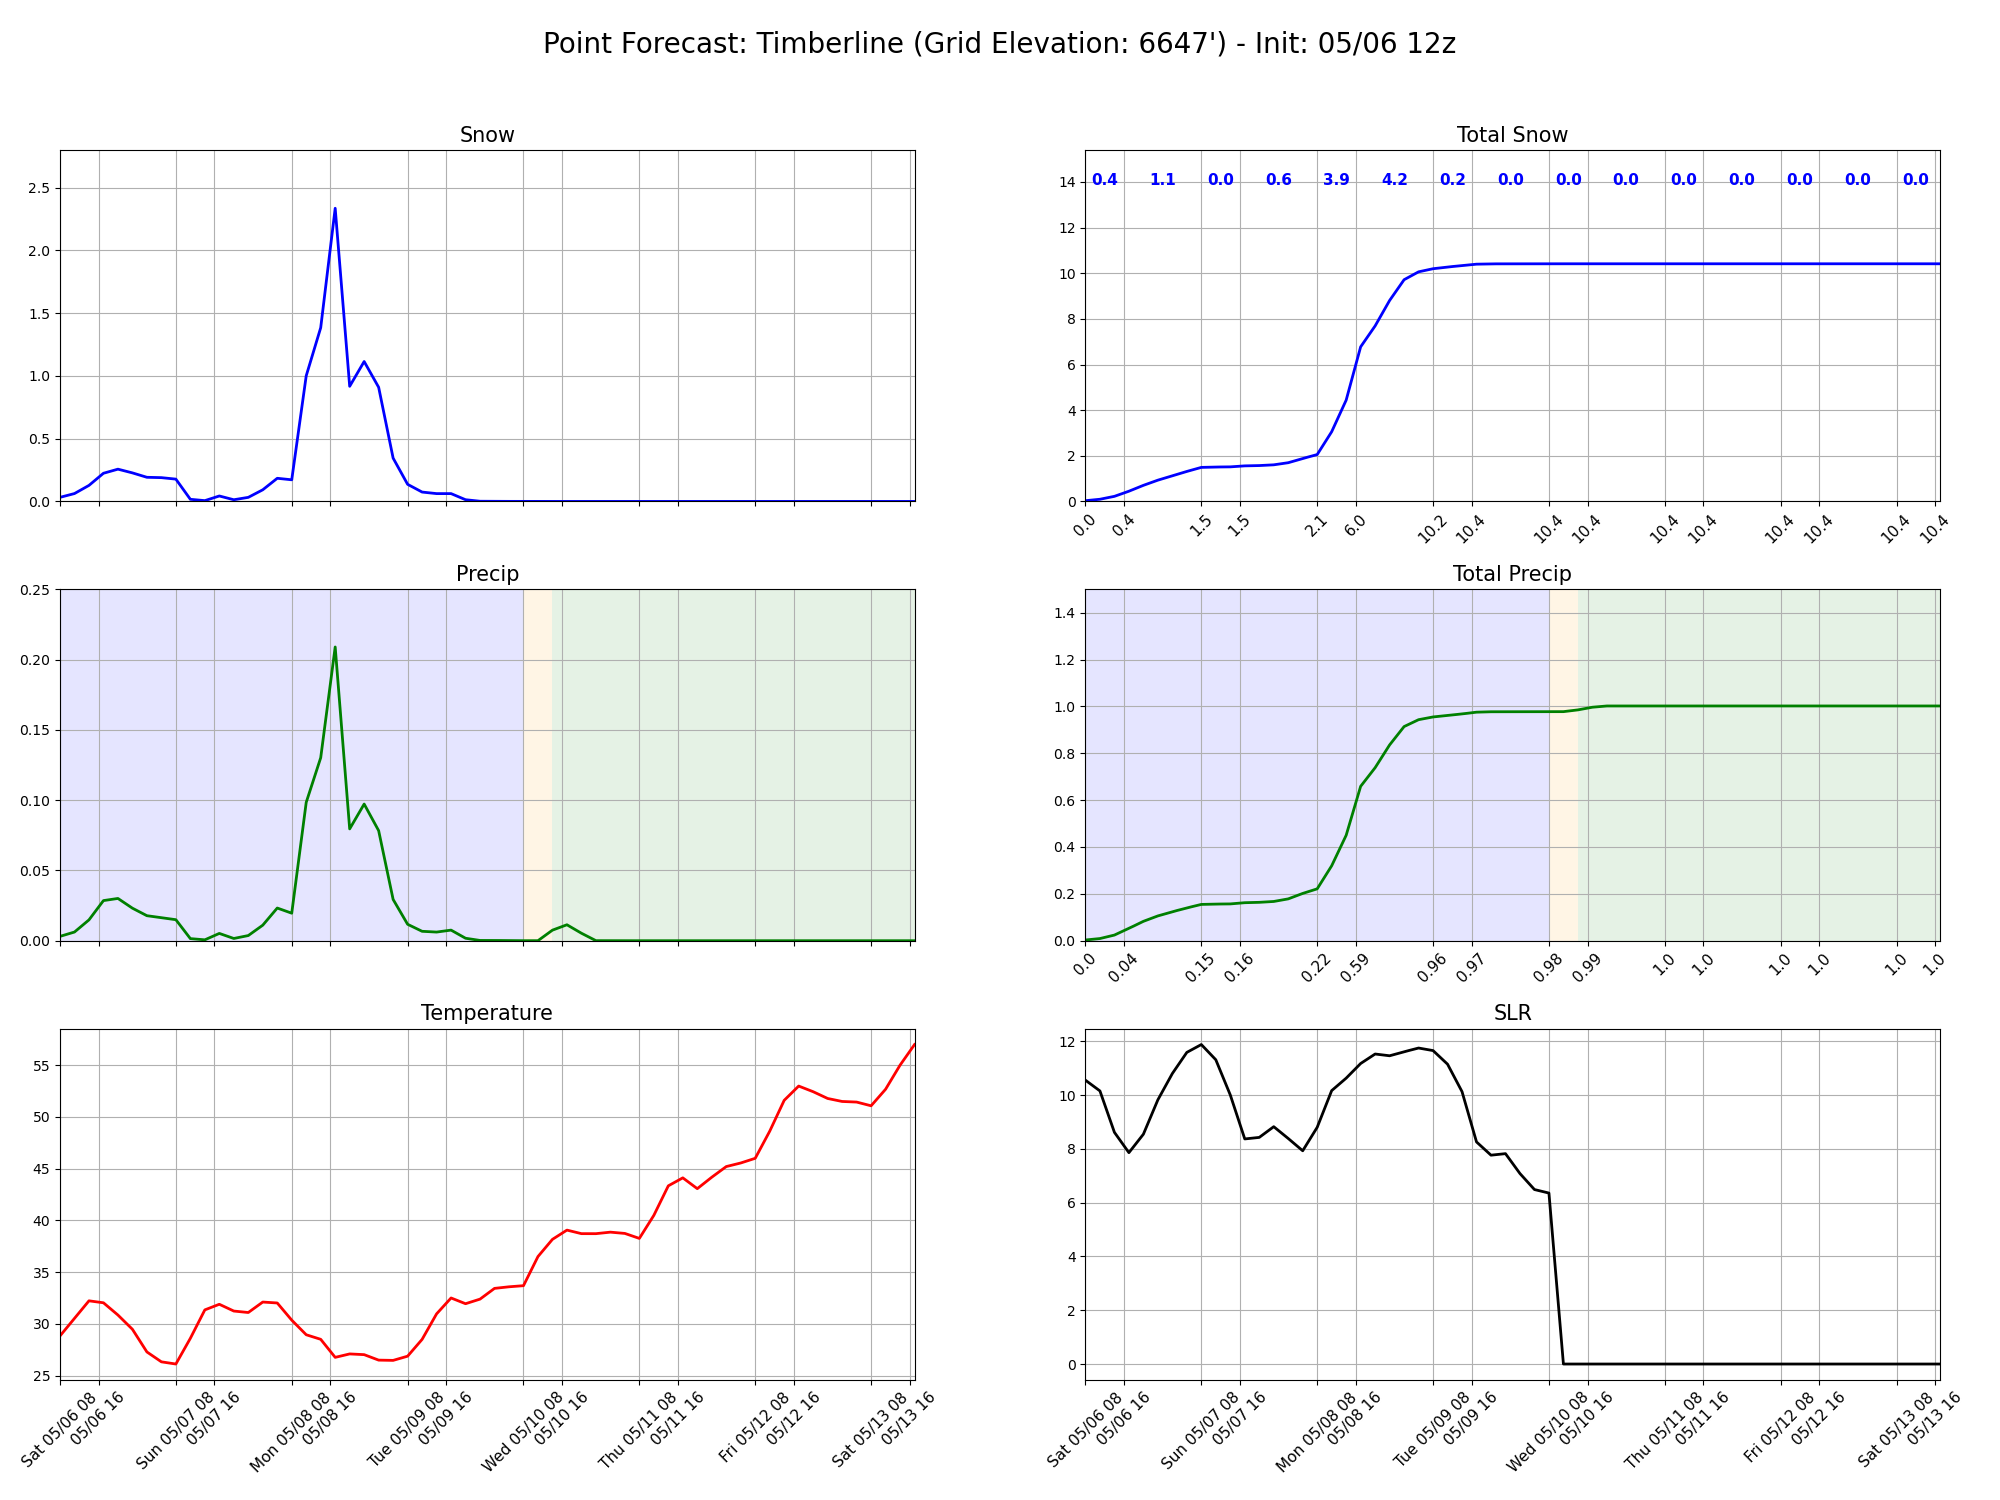 Point Forecast: Timberline (Grid Elevation: 6647') - Init: 05/06 12z
Snow
2.5
2.0
1.5
1.0
0.5
0.0
Total Snow
0.4 1.1 0.0 0.6 3.9 4.2 0.2 0.0 0.0 0.0 0.0 0.0 0.0 0.0 0.0
14
12
10
8
6
4
2
0
0.0 0.4 1.5 1.5 2.1 6.0 10.2 10.4 10.4 10.4 10.4 10.4 10.4 10.4 10.4 10.4
Precip
0.25
0.20
0.15
0.10
0.05
0.00
Total Precip
1.4
1.2
1.0
0.8
0.6
0.4
0.2
0.0
0.0 0.04 0.15 0.16 0.22 0.59 0.96 0.97 0.98 0.99 1.0 1.0 1.0 1.0 1.0 1.0
Temperature
55
50
45
40
35
30
25
Sat 05/06 08
05/06 16
Sun 05/07 08
05/07 16
Mon 05/08 08
05/08 16
Tue 05/09 08
05/09 16
Wed 05/10 08
05/10 16
Thu 05/11 08
05/11 16
Fri 05/12 08
05/12 16
Sat 05/13 08
05/13 16
SLR
12
10
8
6
4
2
0
Sat 05/06 08
05/06 16
Sun 05/07 08
05/07 16
Mon 05/08 08
05/08 16
Tue 05/09 08
05/09 16
Wed 05/10 08
05/10 16
Thu 05/11 08
05/11 16
Fri 05/12 08
05/12 16
Sat 05/13 08
05/13 16